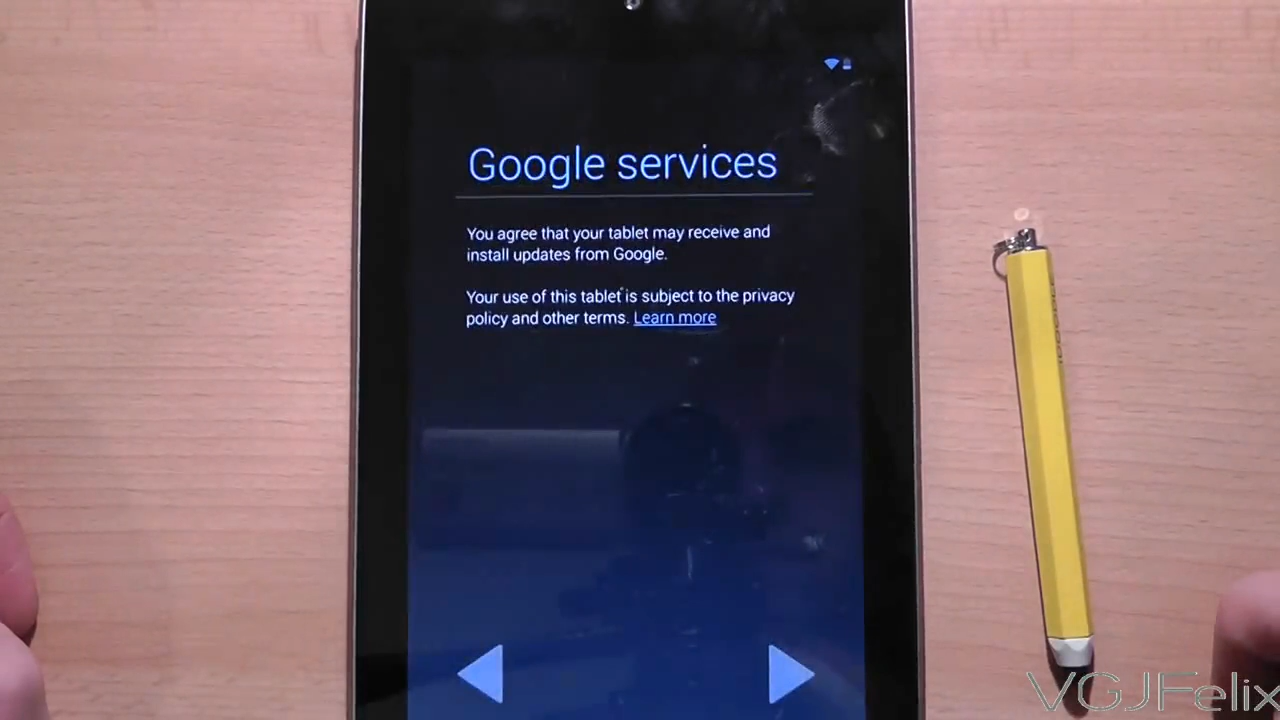 Google services
You agree that your tablet may receive and
install updates from Google.
Your use of this tablet is subject to the privacy
policy and other terms. Learn more
VGJFelix